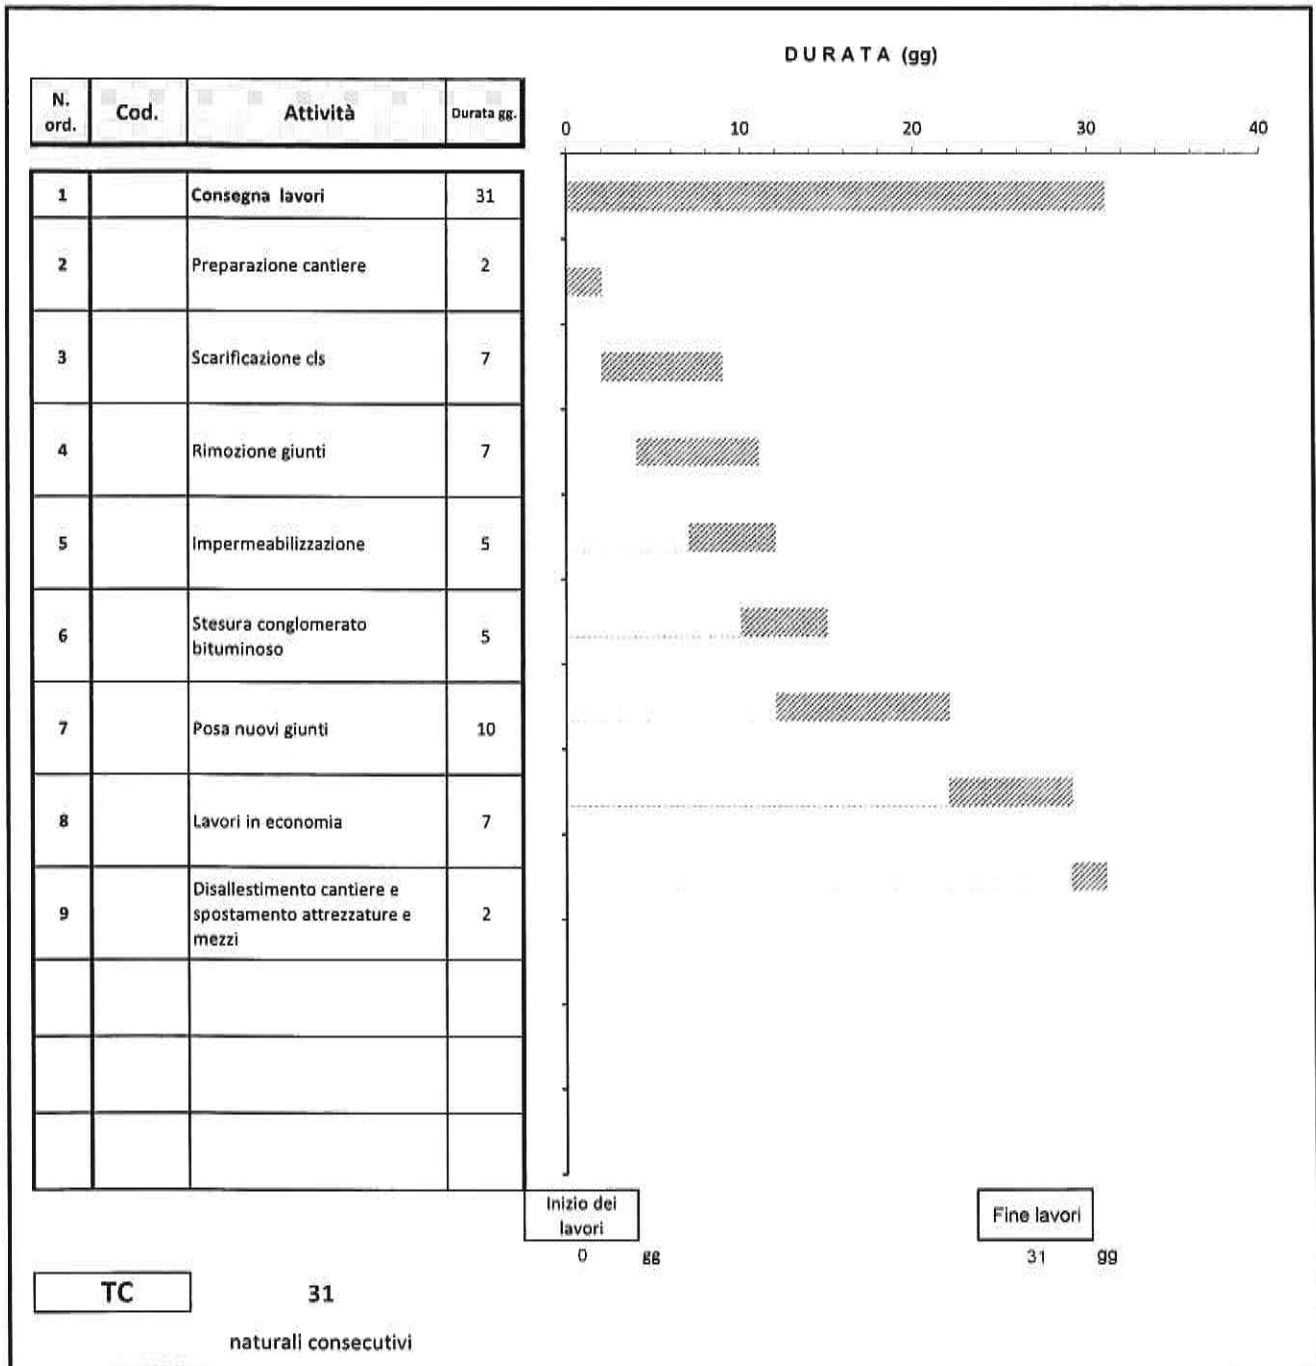 D U R A T A (gg)
N. ord.
Cod.
Attività
Durata gg.
0 10 20 30 40
1 Consegna lavori 31
2 Preparazione cantiere 2
3 Scarificazione cls 7
4 Rimozione giunti 7
5 Impermeabilizzazione 5
6 Stesura conglomerato
bituminoso 5
7 Posa nuovi giunti 10
8 Lavori in economia 7
9 Disallestimento cantiere e
spostamento attrezzature e
mezzi 2
Inizio dei
lavori
0 gg
Fine lavori
31 gg
TC 31
naturali consecutivi